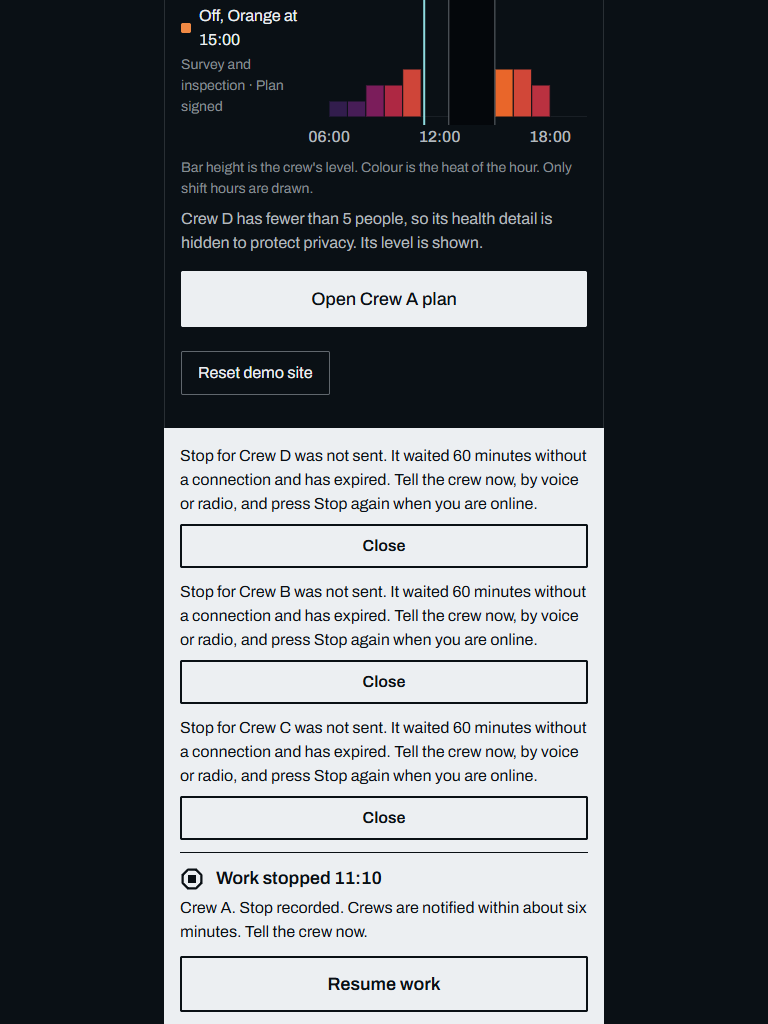 Off, Orange at
15:00
Survey and
inspection · Plan
signed
06:00 12:00 18:00
Bar height is the crew's level. Colour is the heat of the hour. Only
shift hours are drawn.
Crew D has fewer than 5 people, so its health detail is
hidden to protect privacy. Its level is shown.
Open Crew A plan
Reset demo site
Stop for Crew D was not sent. It waited 60 minutes without
a connection and has expired. Tell the crew now, by voice
or radio, and press Stop again when you are online.
Close
Stop for Crew B was not sent. It waited 60 minutes without
a connection and has expired. Tell the crew now, by voice
or radio, and press Stop again when you are online.
Close
Stop for Crew C was not sent. It waited 60 minutes without
a connection and has expired. Tell the crew now, by voice
or radio, and press Stop again when you are online.
Close
Work stopped 11:10
Crew A. Stop recorded. Crews are notified within about six
minutes. Tell the crew now.
Resume work